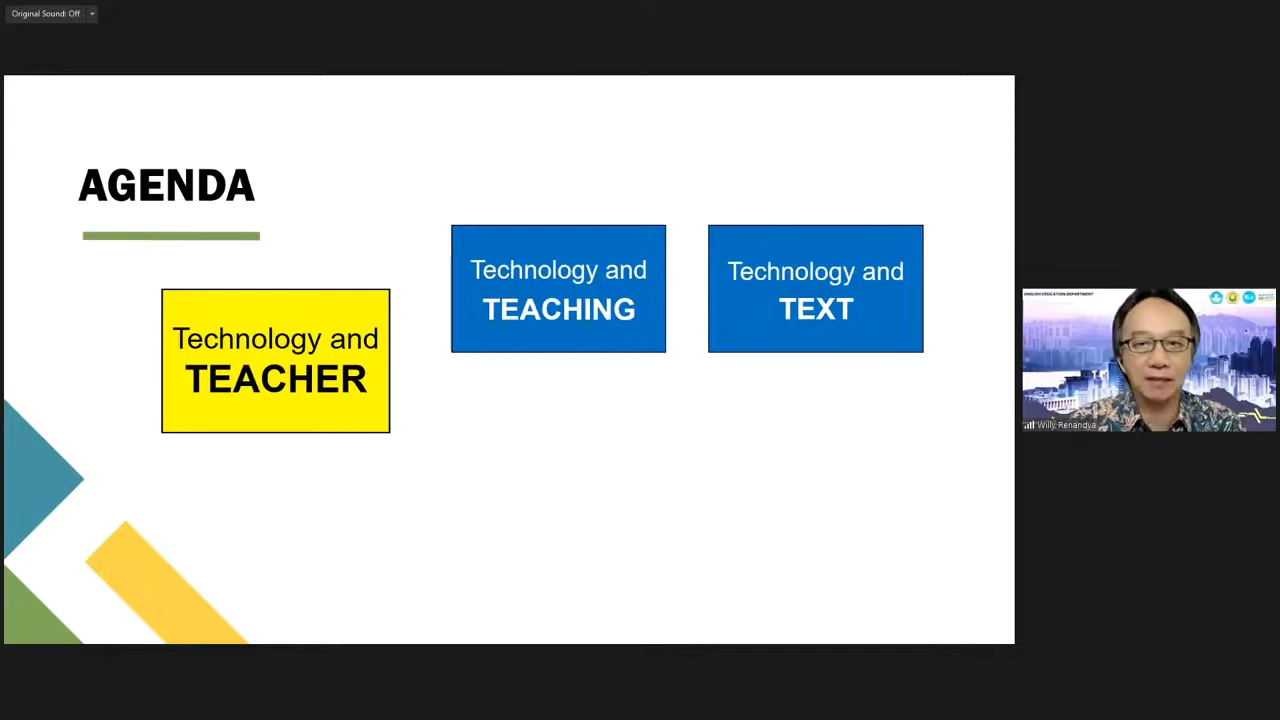 Original Sound: Off
AGENDA
Technology and
TEACHER
Technology and
TEACHING
Technology and
TEXT
ENGLISH EDUCATION DEPARTMENT
Willy Renandya